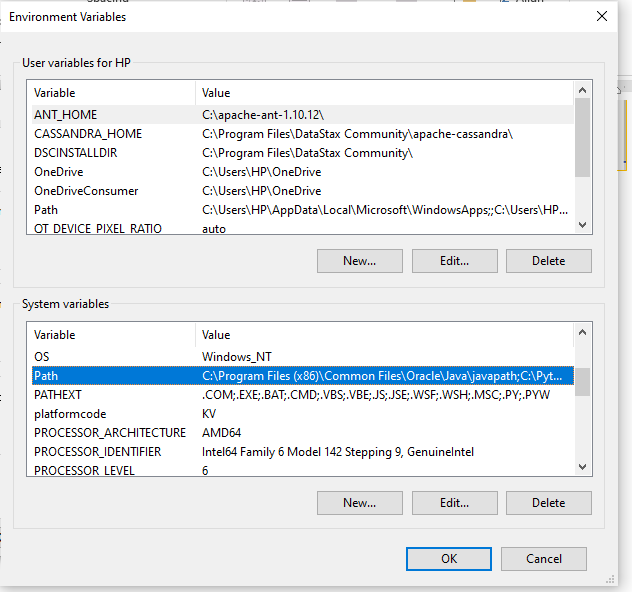 Environment Variables
User variables for HP
Variable Value
ANT_HOME C:\apache-ant-1.10.12\
CASSANDRA_HOME C:\Program Files\DataStax Community\apache-cassandra\
DSCINSTALLDIR C:\Program Files\DataStax Community\
OneDrive C:\Users\HP\OneDrive
OneDriveConsumer C:\Users\HP\OneDrive
Path C:\Users\HP\AppData\Local\Microsoft\WindowsApps;;C:\Users\HP...
QT_DEVICE_PIXEL_RATIO auto
New... Edit... Delete
System variables
Variable Value
OS Windows_NT
Path C:\Program Files (x86)\Common Files\Oracle\Java\javapath;C:\Pyt...
PATHEXT .COM;.EXE;.BAT;.CMD;.VBS;.VBE;.JS;.JSE;.WSF;.WSH;.MSC;.PY;.PYW
platformcode KV
PROCESSOR_ARCHITECTURE AMD64
PROCESSOR_IDENTIFIER Intel64 Family 6 Model 142 Stepping 9, GenuineIntel
PROCESSOR_LEVEL 6
New... Edit... Delete
OK Cancel